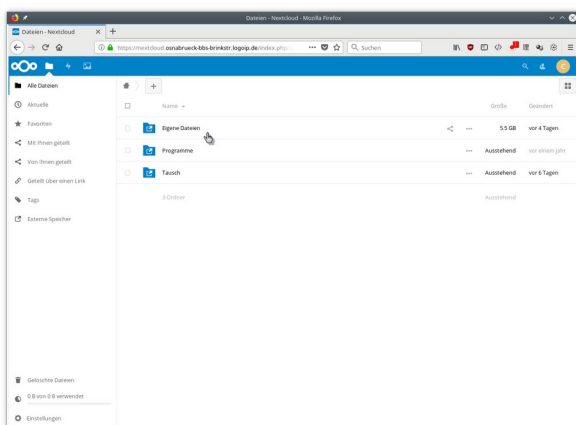 Dateien - Nextcloud - Mozilla Firefox
Dateien - Nextcloud
https://nextcloud.osnabrueck-bbs-brinkstr.logoip.de/index.php/
Suchen
C
Alle Dateien
Aktuelle
Favoriten
Mit Ihnen geteilt
Von Ihnen geteilt
Geteilt über einen Link
Tags
Externe Speicher
Name
Größe
Geändert
Eigene Dateien
5.5 GB
vor 4 Tagen
Programme
Ausstehend
vor einem Jahr
Tausch
Ausstehend
vor 6 Tagen
3 Ordner
Ausstehend
Gelöschte Dateien
0 B von 0 B verwendet
Einstellungen